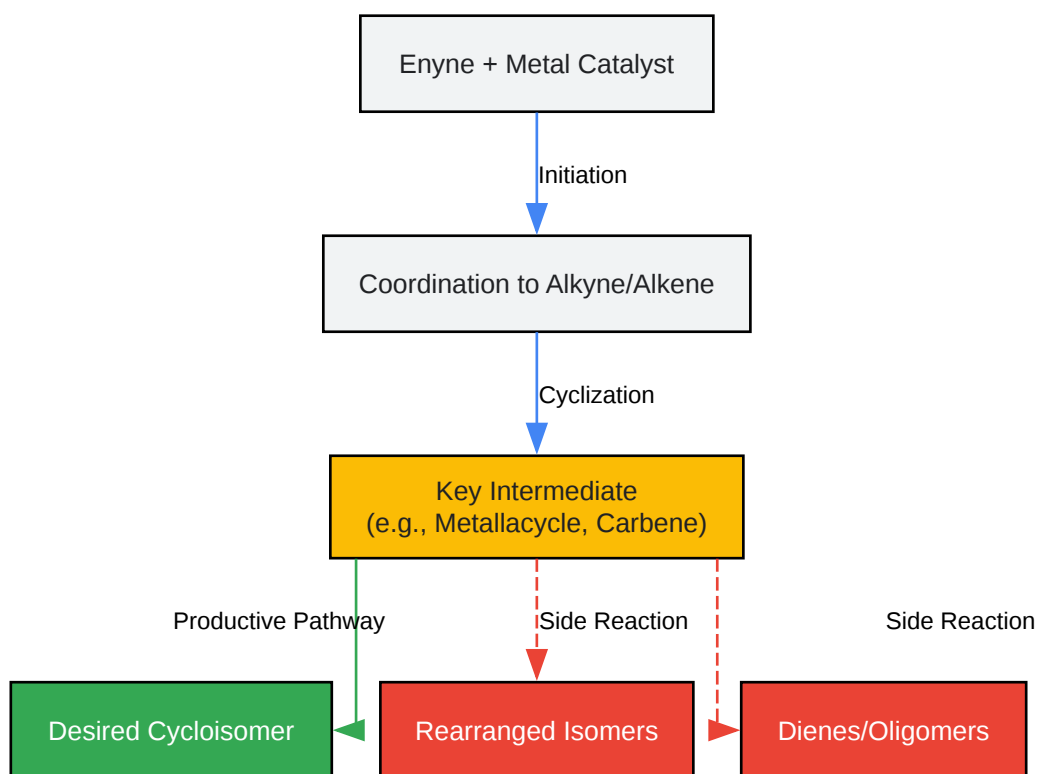 Enyne + Metal Catalyst
Initiation
Coordination to Alkyne/Alkene
Cyclization
Key Intermediate
(e.g., Metallacycle, Carbene)
Productive Pathway
Side Reaction
Side Reaction
Desired Cycloisomer
Rearranged Isomers
Dienes/Oligomers